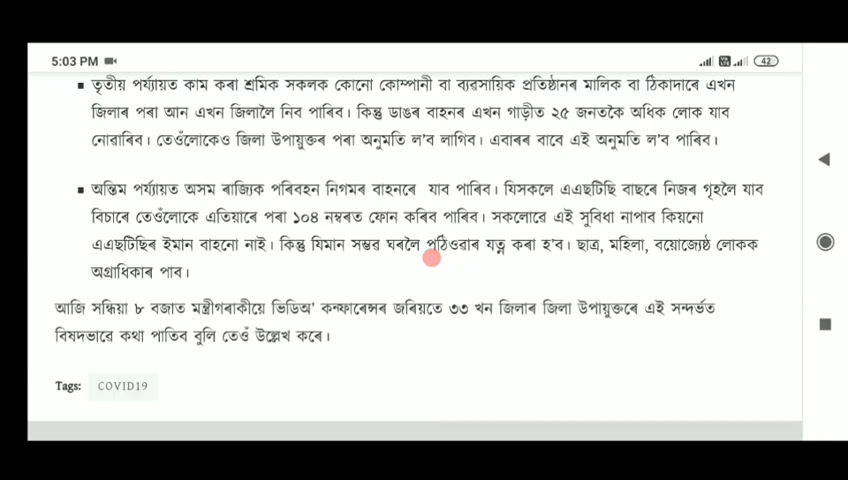 5:03 PM
42
▪ তৃতীয় পৰ্য্যায়ত কাম কৰা শ্ৰমিক সকলক কোনো কোম্পানী বা ব্যৱসায়িক প্ৰতিষ্ঠানৰ মালিক বা ঠিকাদাৰে এখন
জিলাৰ পৰা আন এখন জিলালৈ নিব পাৰিব। কিন্তু ডাঙৰ বাহনৰ এখন গাড়ীত ২৫ জনতকৈ অধিক লোক যাব
নোৱাৰিব। তেওঁলোকেও জিলা উপায়ুক্তৰ পৰা অনুমতি ল'ব লাগিব। এবাৰৰ বাবে এই অনুমতি ল'ব পাৰিব।
▪ অন্তিম পৰ্য্যায়ত অসম ৰাজ্যিক পৰিবহন নিগমৰ বাহনৰে যাব পাৰিব। যিসকলে এএছটিছি বাছৰে নিজৰ গৃহলৈ যাব
বিচাৰে তেওঁলোকে এতিয়াৰে পৰা ১০৪ নম্বৰত ফোন কৰিব পাৰিব। সকলোৱে এই সুবিধা নাপাব কিয়নো
এএছটিছিৰ ইমান বাহনো নাই। কিন্তু যিমান সম্ভৱ ঘৰলৈ পঠিওৱাৰ যত্ন কৰা হ'ব। ছাত্ৰ, মহিলা, বয়োজ্যেষ্ঠ লোকক
অগ্ৰাধিকাৰ পাব।
আজি সন্ধিয়া ৮ বজাত মন্ত্ৰীগৰাকীয়ে ভিডিঅ' কনফাৰেন্সৰ জৰিয়তে ৩৩ খন জিলাৰ জিলা উপায়ুক্তৰে এই সন্দৰ্ভত
বিষদভাৱে কথা পাতিব বুলি তেওঁ উল্লেখ কৰে।
Tags: COVID19